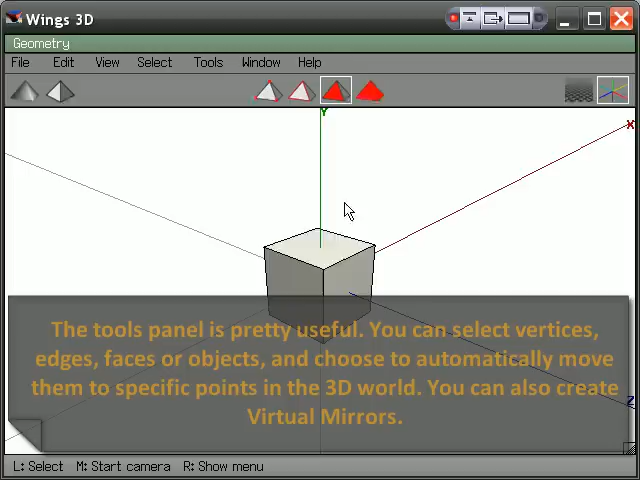 Wings 3D
Geometry
File Edit View Select Tools Window Help
Y
X
The tools panel is pretty useful. You can select vertices,
edges, faces or objects, and choose to automatically move
them to specific points in the 3D world. You can also create
Virtual Mirrors.
Z
L: Select M: Start camera R: Show menu